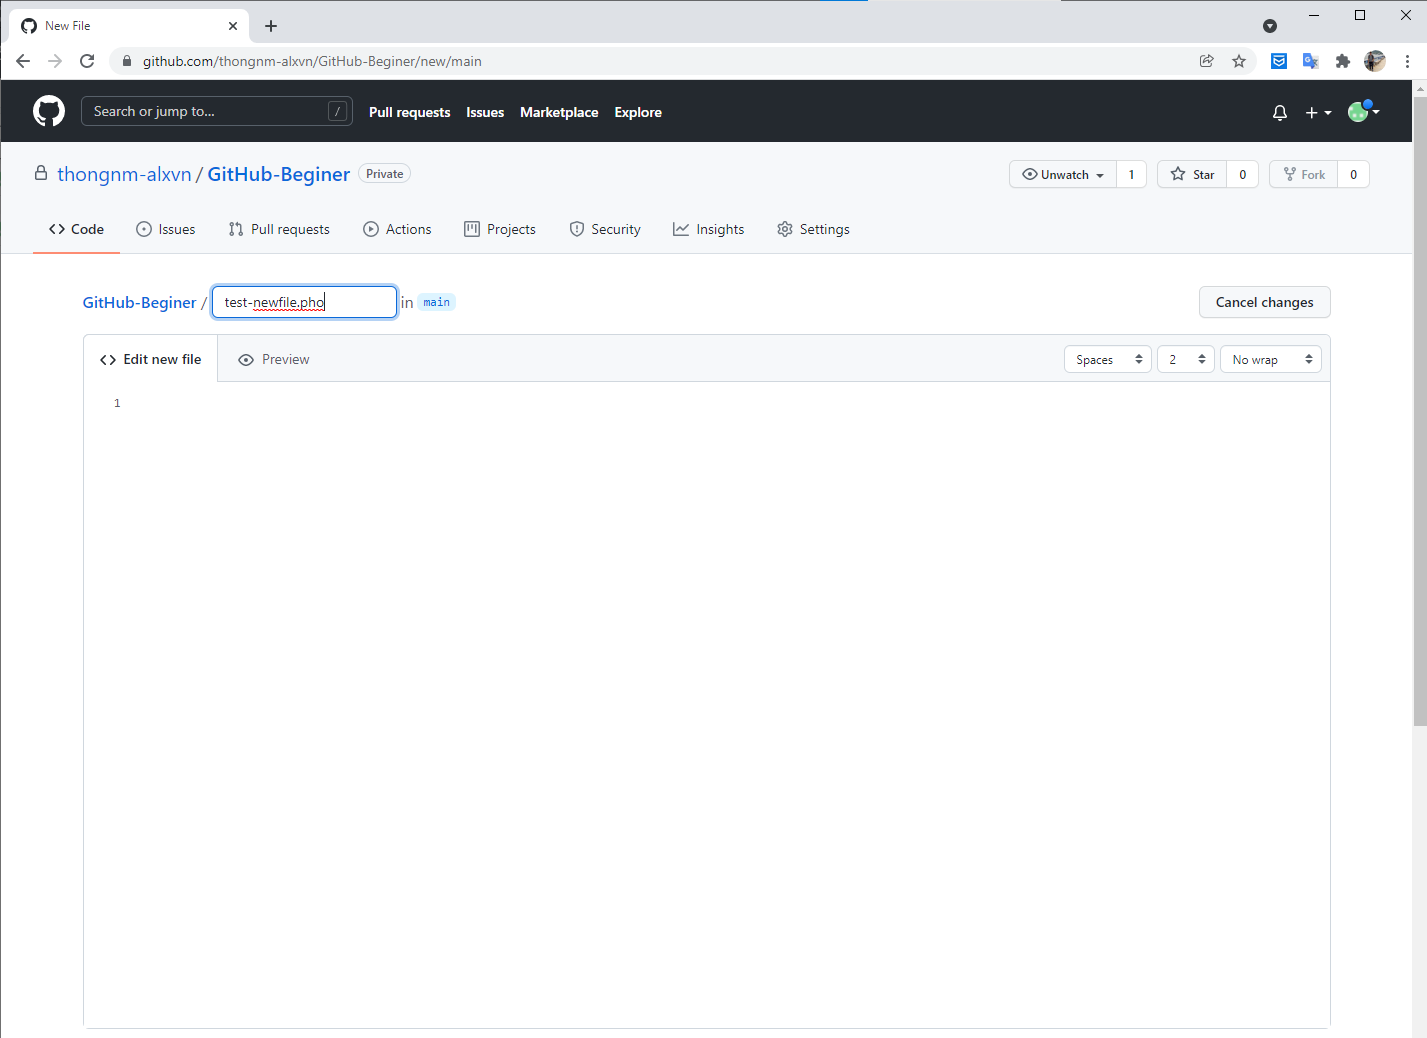 New File
github.com/thongnm-alxvn/GitHub-Beginer/new/main
Search or jump to... /
Pull requests Issues Marketplace Explore
thongnm-alxvn / GitHub-Beginer Private
Unwatch 1 Star 0 Fork 0
Code Issues Pull requests Actions Projects Security Insights Settings
GitHub-Beginer / test-newfile.pho in main Cancel changes
Edit new file Preview Spaces 2 No wrap
1